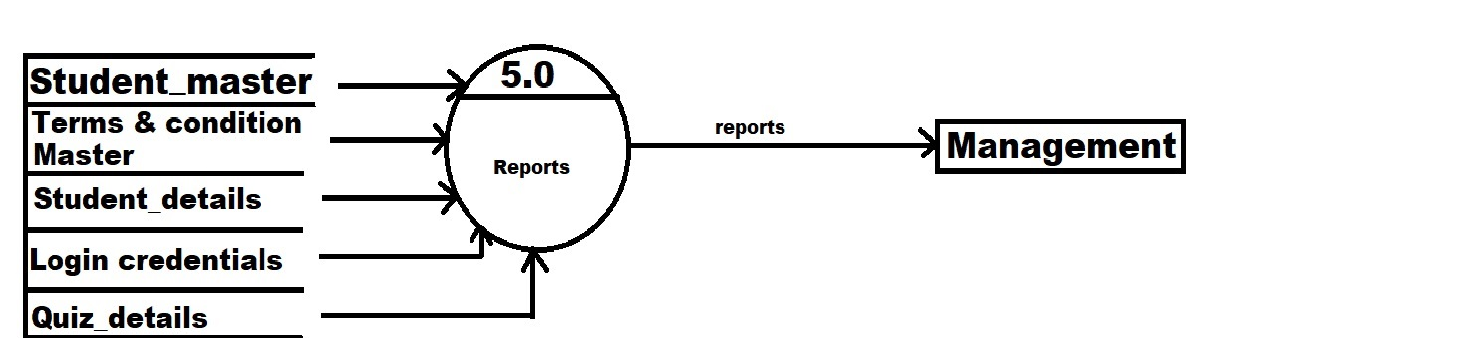 Student_master
Terms & condition
Master
Student_details
Login credentials
Quiz_details
5.0
Reports
reports
Management